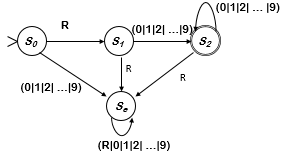 (0|1|2| ... |9)
R
(0|1|2| ...|9)
S0
S1
S2
R
R
(0|1|2| ...|9)
Se
(R|0|1|2| ...|9)